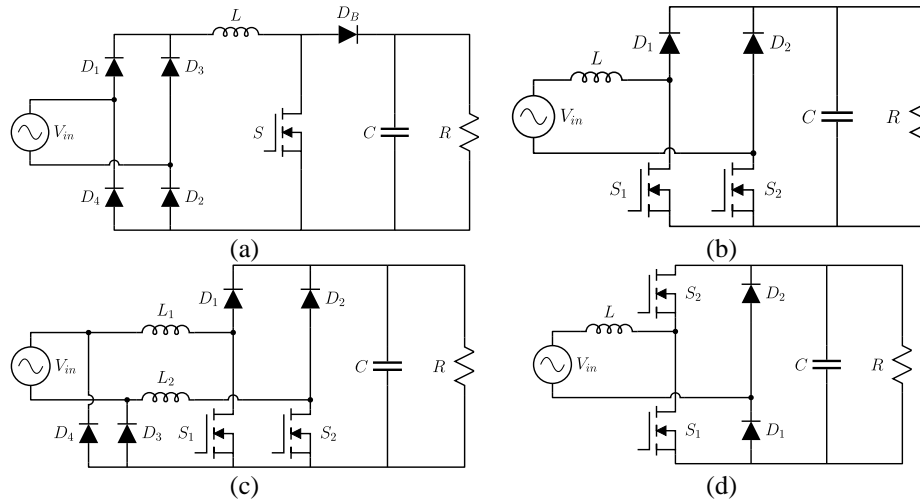 L D_B
D_1 D_3
V_in S C R
D_4 D_2
(a)
D_1 D_2
L
V_in C R
S_1 S_2
(b)
D_1 D_2
L_1
V_in C R
L_2
D_4 D_3 S_1 S_2
(c)
S_2 D_2
L
V_in C R
S_1 D_1
(d)